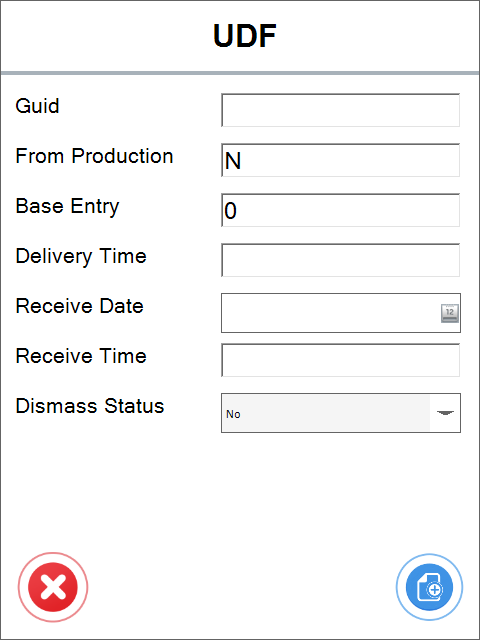 UDF
Guid
From Production N
Base Entry 0
Delivery Time
Receive Date 12
Receive Time
Dismass Status No